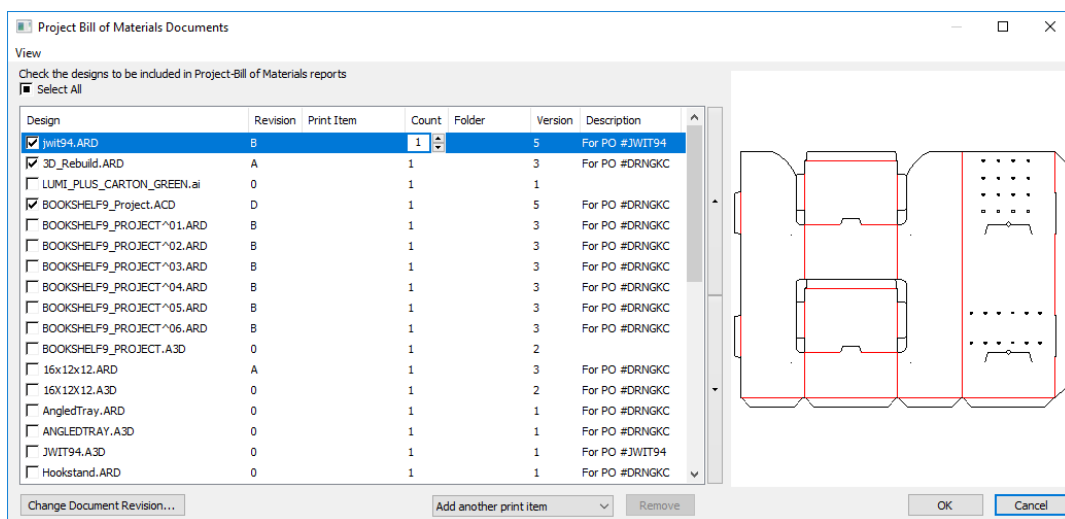 Project Bill of Materials Documents
View
Check the designs to be included in Project-Bill of Materials reports
Select All
Design Revision Print Item Count Folder Version Description
jwit94.ARD B 1 5 For PO #JWIT94
3D_Rebuild.ARD A 1 3 For PO #DRNGKC
LUMI_PLUS_CARTON_GREEN.ai 0 1 1
BOOKSHELF9_Project.ACD D 1 5 For PO #DRNGKC
BOOKSHELF9_PROJECT^01.ARD B 1 3 For PO #DRNGKC
BOOKSHELF9_PROJECT^02.ARD B 1 3 For PO #DRNGKC
BOOKSHELF9_PROJECT^03.ARD B 1 3 For PO #DRNGKC
BOOKSHELF9_PROJECT^04.ARD B 1 3 For PO #DRNGKC
BOOKSHELF9_PROJECT^05.ARD B 1 3 For PO #DRNGKC
BOOKSHELF9_PROJECT^06.ARD B 1 3 For PO #DRNGKC
BOOKSHELF9_PROJECT.A3D 0 1 2
16x12x12.ARD A 1 3 For PO #DRNGKC
16X12X12.A3D 0 1 2 For PO #DRNGKC
AngledTray.ARD 0 1 1 For PO #DRNGKC
ANGLEDTRAY.A3D 0 1 1 For PO #DRNGKC
JWIT94.A3D 0 1 1 For PO #JWIT94
Hookstand.ARD 0 1 1 For PO #DRNGKC
Change Document Revision... Add another print item Remove OK Cancel